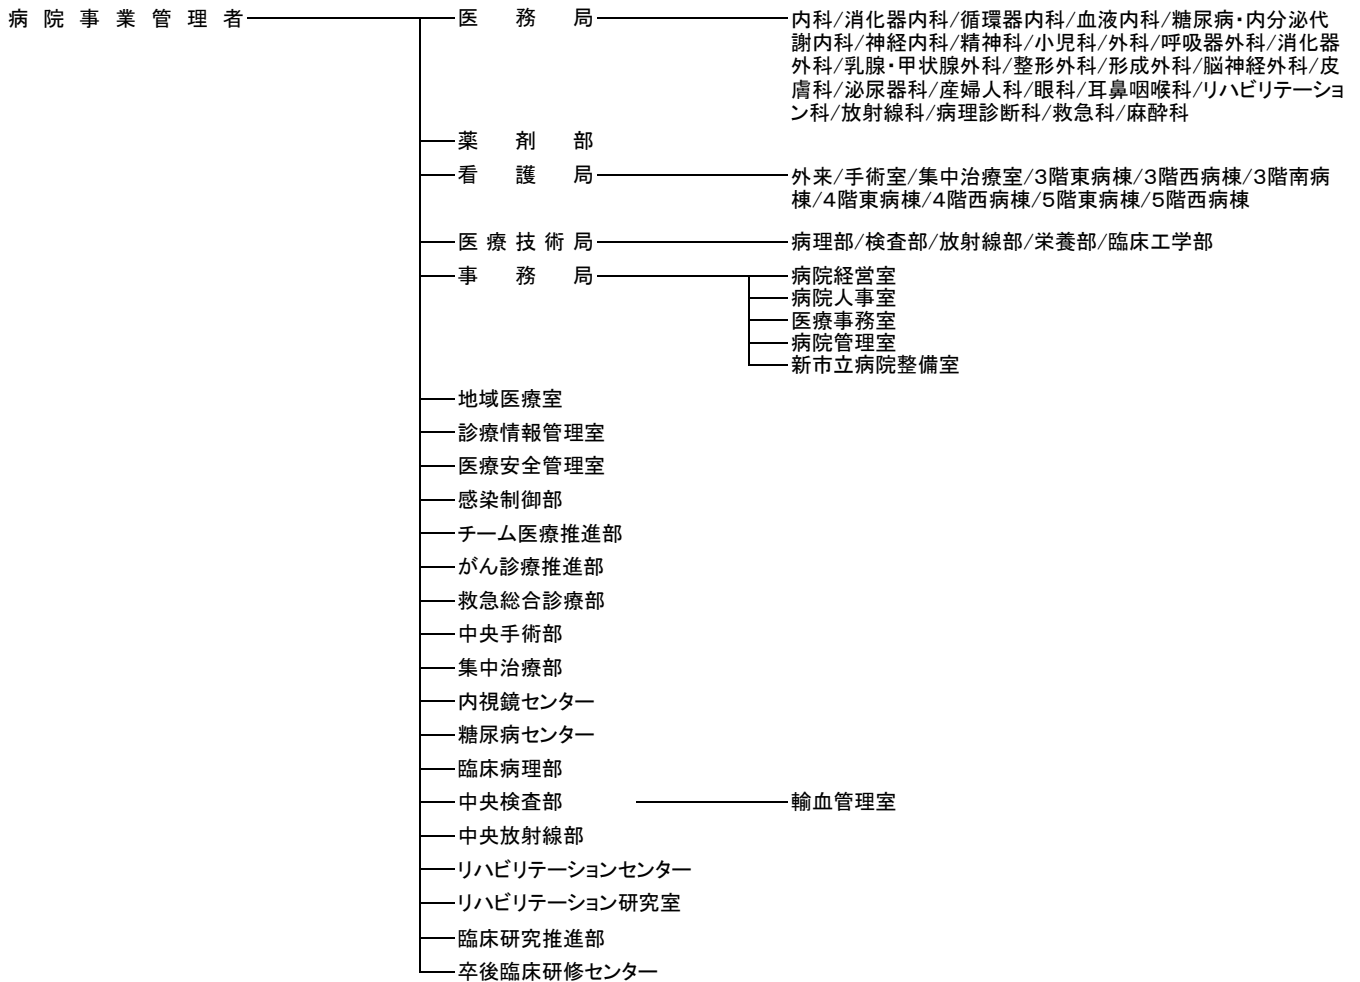 病院事業管理者
医務局
内科/消化器内科/循環器内科/血液内科/糖尿病・内分泌代
謝内科/神経内科/精神科/小児科/外科/呼吸器外科/消化器
外科/乳腺・甲状腺外科/整形外科/形成外科/脳神経外科/皮
膚科/泌尿器科/産婦人科/眼科/耳鼻咽喉科/リハビリテーショ
ン科/放射線科/病理診断科/救急科/麻酔科
薬剤部
看護局
外来/手術室/集中治療室/3階東病棟/3階西病棟/3階南病
棟/4階東病棟/4階西病棟/5階東病棟/5階西病棟
医療技術局
病理部/検査部/放射線部/栄養部/臨床工学部
事務局
病院経営室
病院人事室
医療事務室
病院管理室
新市立病院整備室
地域医療室
診療情報管理室
医療安全管理室
感染制御部
チーム医療推進部
がん診療推進部
救急総合診療部
中央手術部
集中治療部
内視鏡センター
糖尿病センター
臨床病理部
中央検査部
輸血管理室
中央放射線部
リハビリテーションセンター
リハビリテーション研究室
臨床研究推進部
卒後臨床研修センター